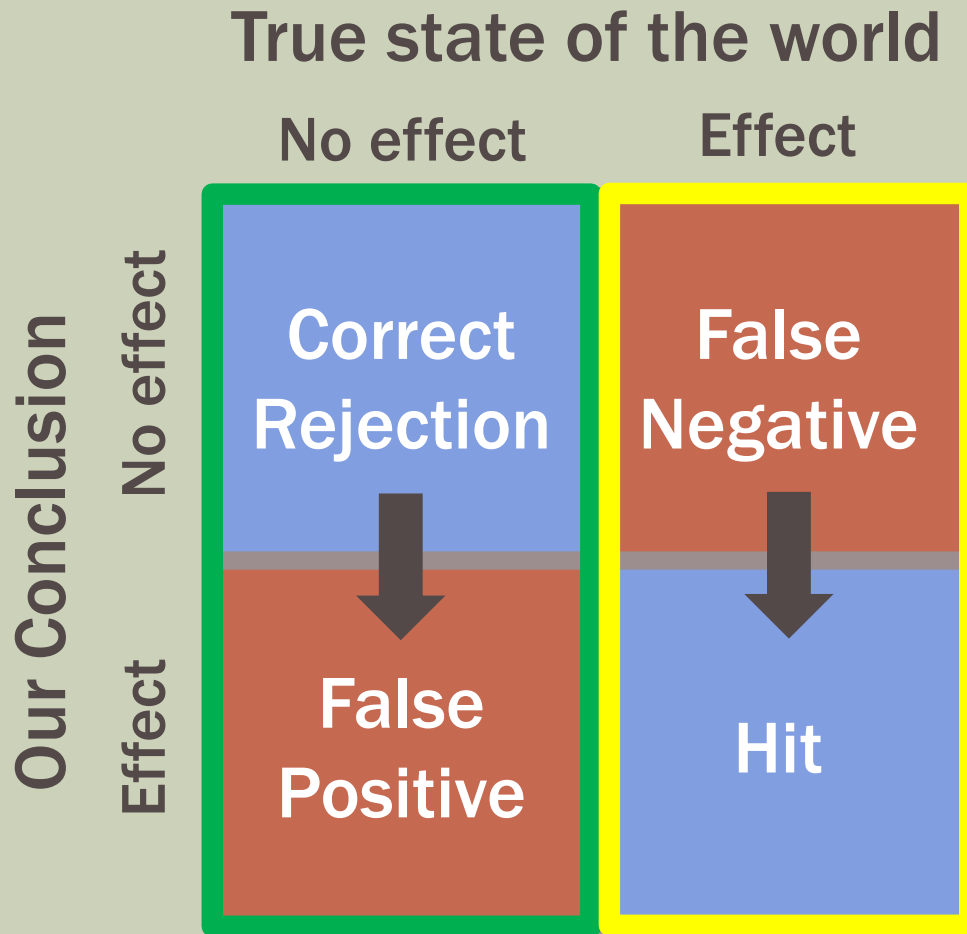 True state of the world
No effect
Effect
Our Conclusion
No effect
Correct
Rejection
False
Negative
Effect
False
Positive
Hit